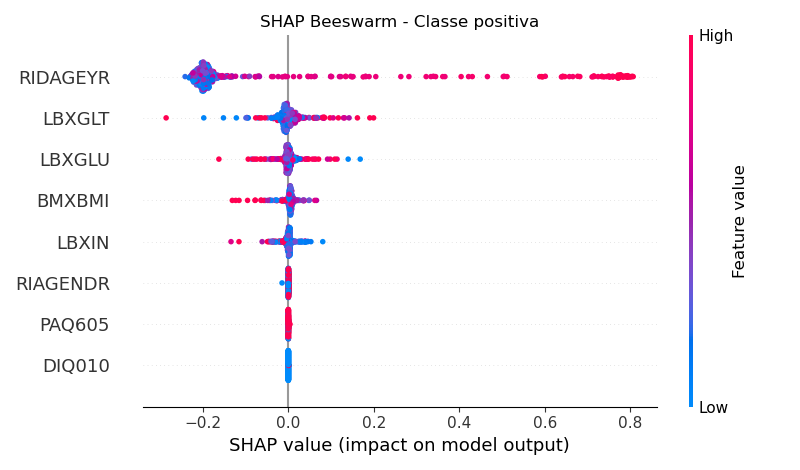 SHAP Beeswarm - Classe positiva
High
RIDAGEYR
LBXGLT
LBXGLU
BMXBMI
LBXIN
RIAGENDR
PAQ605
DIQ010
Feature value
Low
−0.2 0.0 0.2 0.4 0.6 0.8
SHAP value (impact on model output)